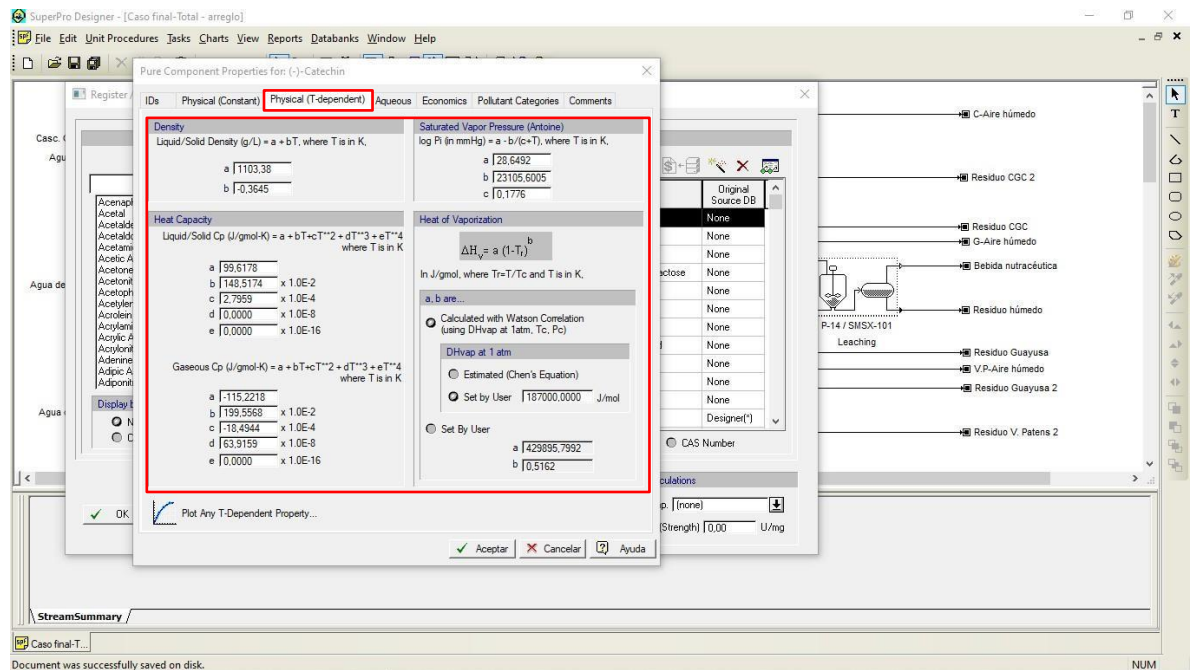 SuperPro Designer - [Caso final-Total - arreglo]
File Edit Unit Procedures Tasks Charts View Reports Databanks Window Help
Pure Component Properties for: (-)-Catechin
IDs Physical (Constant) Physical (T-dependent) Aqueous Economics Pollutant Categories Comments
Density
Liquid/Solid Density (g/L) = a + bT, where T is in K,
a 1103,38
b -0,3645
Saturated Vapor Pressure (Antoine)
log Pi (in mmHg) = a - b/(c+T), where T is in K,
a 28,6492
b 23105,6005
c 0,1776
Heat Capacity
Liquid/Solid Cp (J/gmol-K) = a + bT+cT**2 + dT**3 + eT**4
where T is in K
a 99,6178
b 148,5174 x 1.0E-2
c 2,7959 x 1.0E-4
d 0,0000 x 1.0E-8
e 0,0000 x 1.0E-16
Gaseous Cp (J/gmol-K) = a + bT+cT**2 + dT**3 + eT**4
where T is in K
a -115,2218
b 199,5568 x 1.0E-2
c -18,4944 x 1.0E-4
d 63,9159 x 1.0E-8
e 0,0000 x 1.0E-16
Heat of Vaporization
ΔHv= a (1-Tr)b
In J/gmol, where Tr=T/Tc and T is in K,
a, b are...
Calculated with Watson Correlation
(using DHvap at 1atm, Tc, Pc)
DHvap at 1 atm
Estimated (Chen's Equation)
Set by User 187000,0000 J/mol
Set By User
a 429895,7992
b 0,5162
Plot Any T-Dependent Property...
Aceptar Cancelar Ayuda
Register
Casc.
Agu
Agua de
Agua
Acenap
Acetal
Acetalde
Acetaldo
Acetami
Acetic A
Acetone
Acetonit
Acetoph
Acetyler
Acrolein
Acrylami
Acrylic A
Acrylonit
Adenine
Adipic A
Adiponit
Display b
N
OK
Original
Source DB
None
None
None
actose None
None
None
None
None
None
None
None
Designer(*)
CAS Number
culations
p. (none)
(Strength) 0,00 U/mg
C-Aire húmedo
Residuo CGC 2
Residuo CGC
G-Aire húmedo
Bebida nutracéutica
Residuo húmedo
P-14 / SMSX-101
Leaching
Residuo Guayusa
V.P-Aire húmedo
Residuo Guayusa 2
Residuo V. Patens 2
T
StreamSummary
Caso final-T...
Document was successfully saved on disk.
NUM